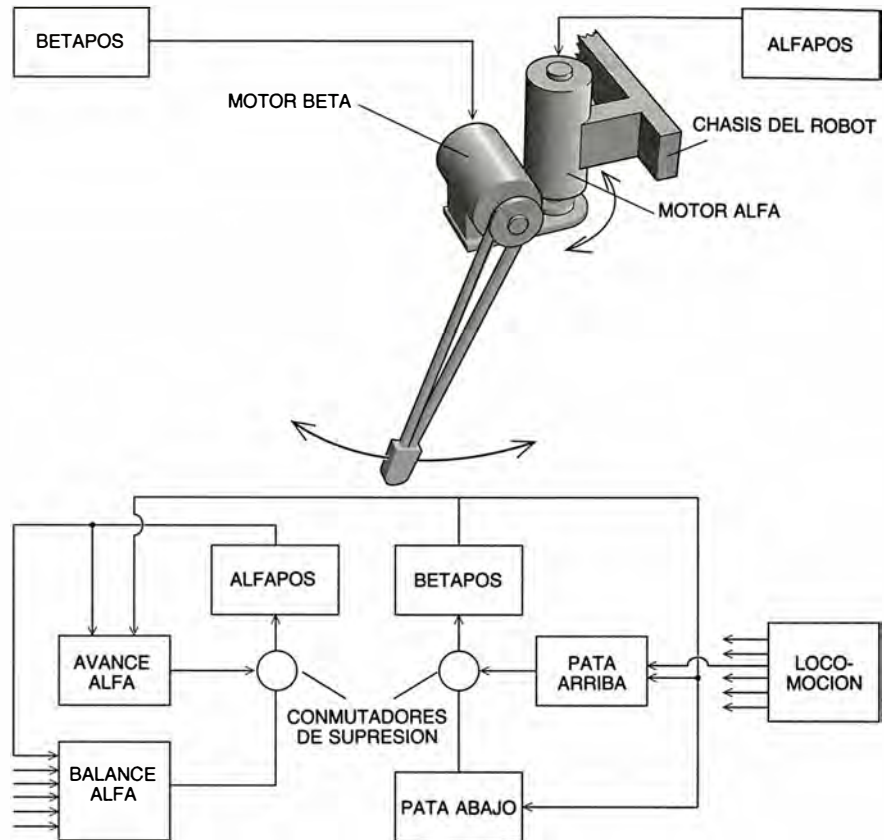 BETAPOS
ALFAPOS
MOTOR BETA
CHASIS DEL ROBOT
MOTOR ALFA
ALFAPOS
BETAPOS
AVANCE
ALFA
PATA
ARRIBA
LOCO-
MOCION
CONMUTADORES
DE SUPRESION
BALANCE
ALFA
PATA ABAJO